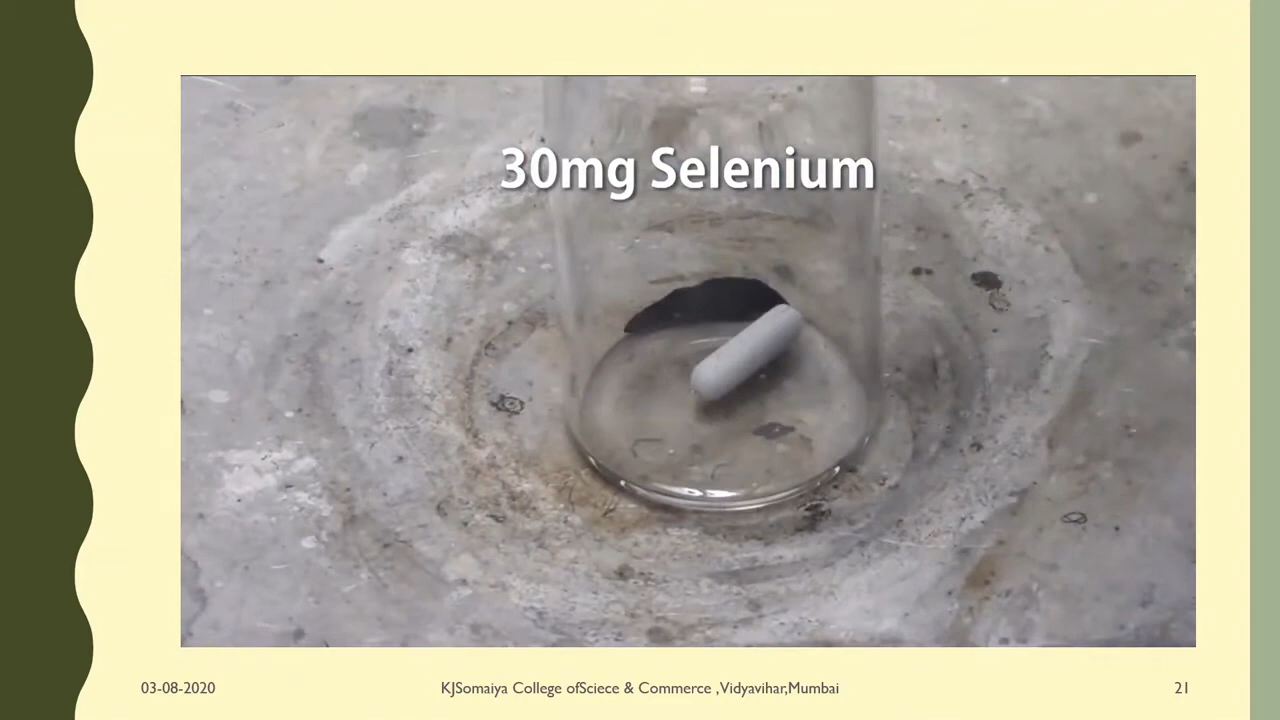 30mg Selenium
03-08-2020
KJSomaiya College ofSciece & Commerce ,Vidyavihar,Mumbai
21